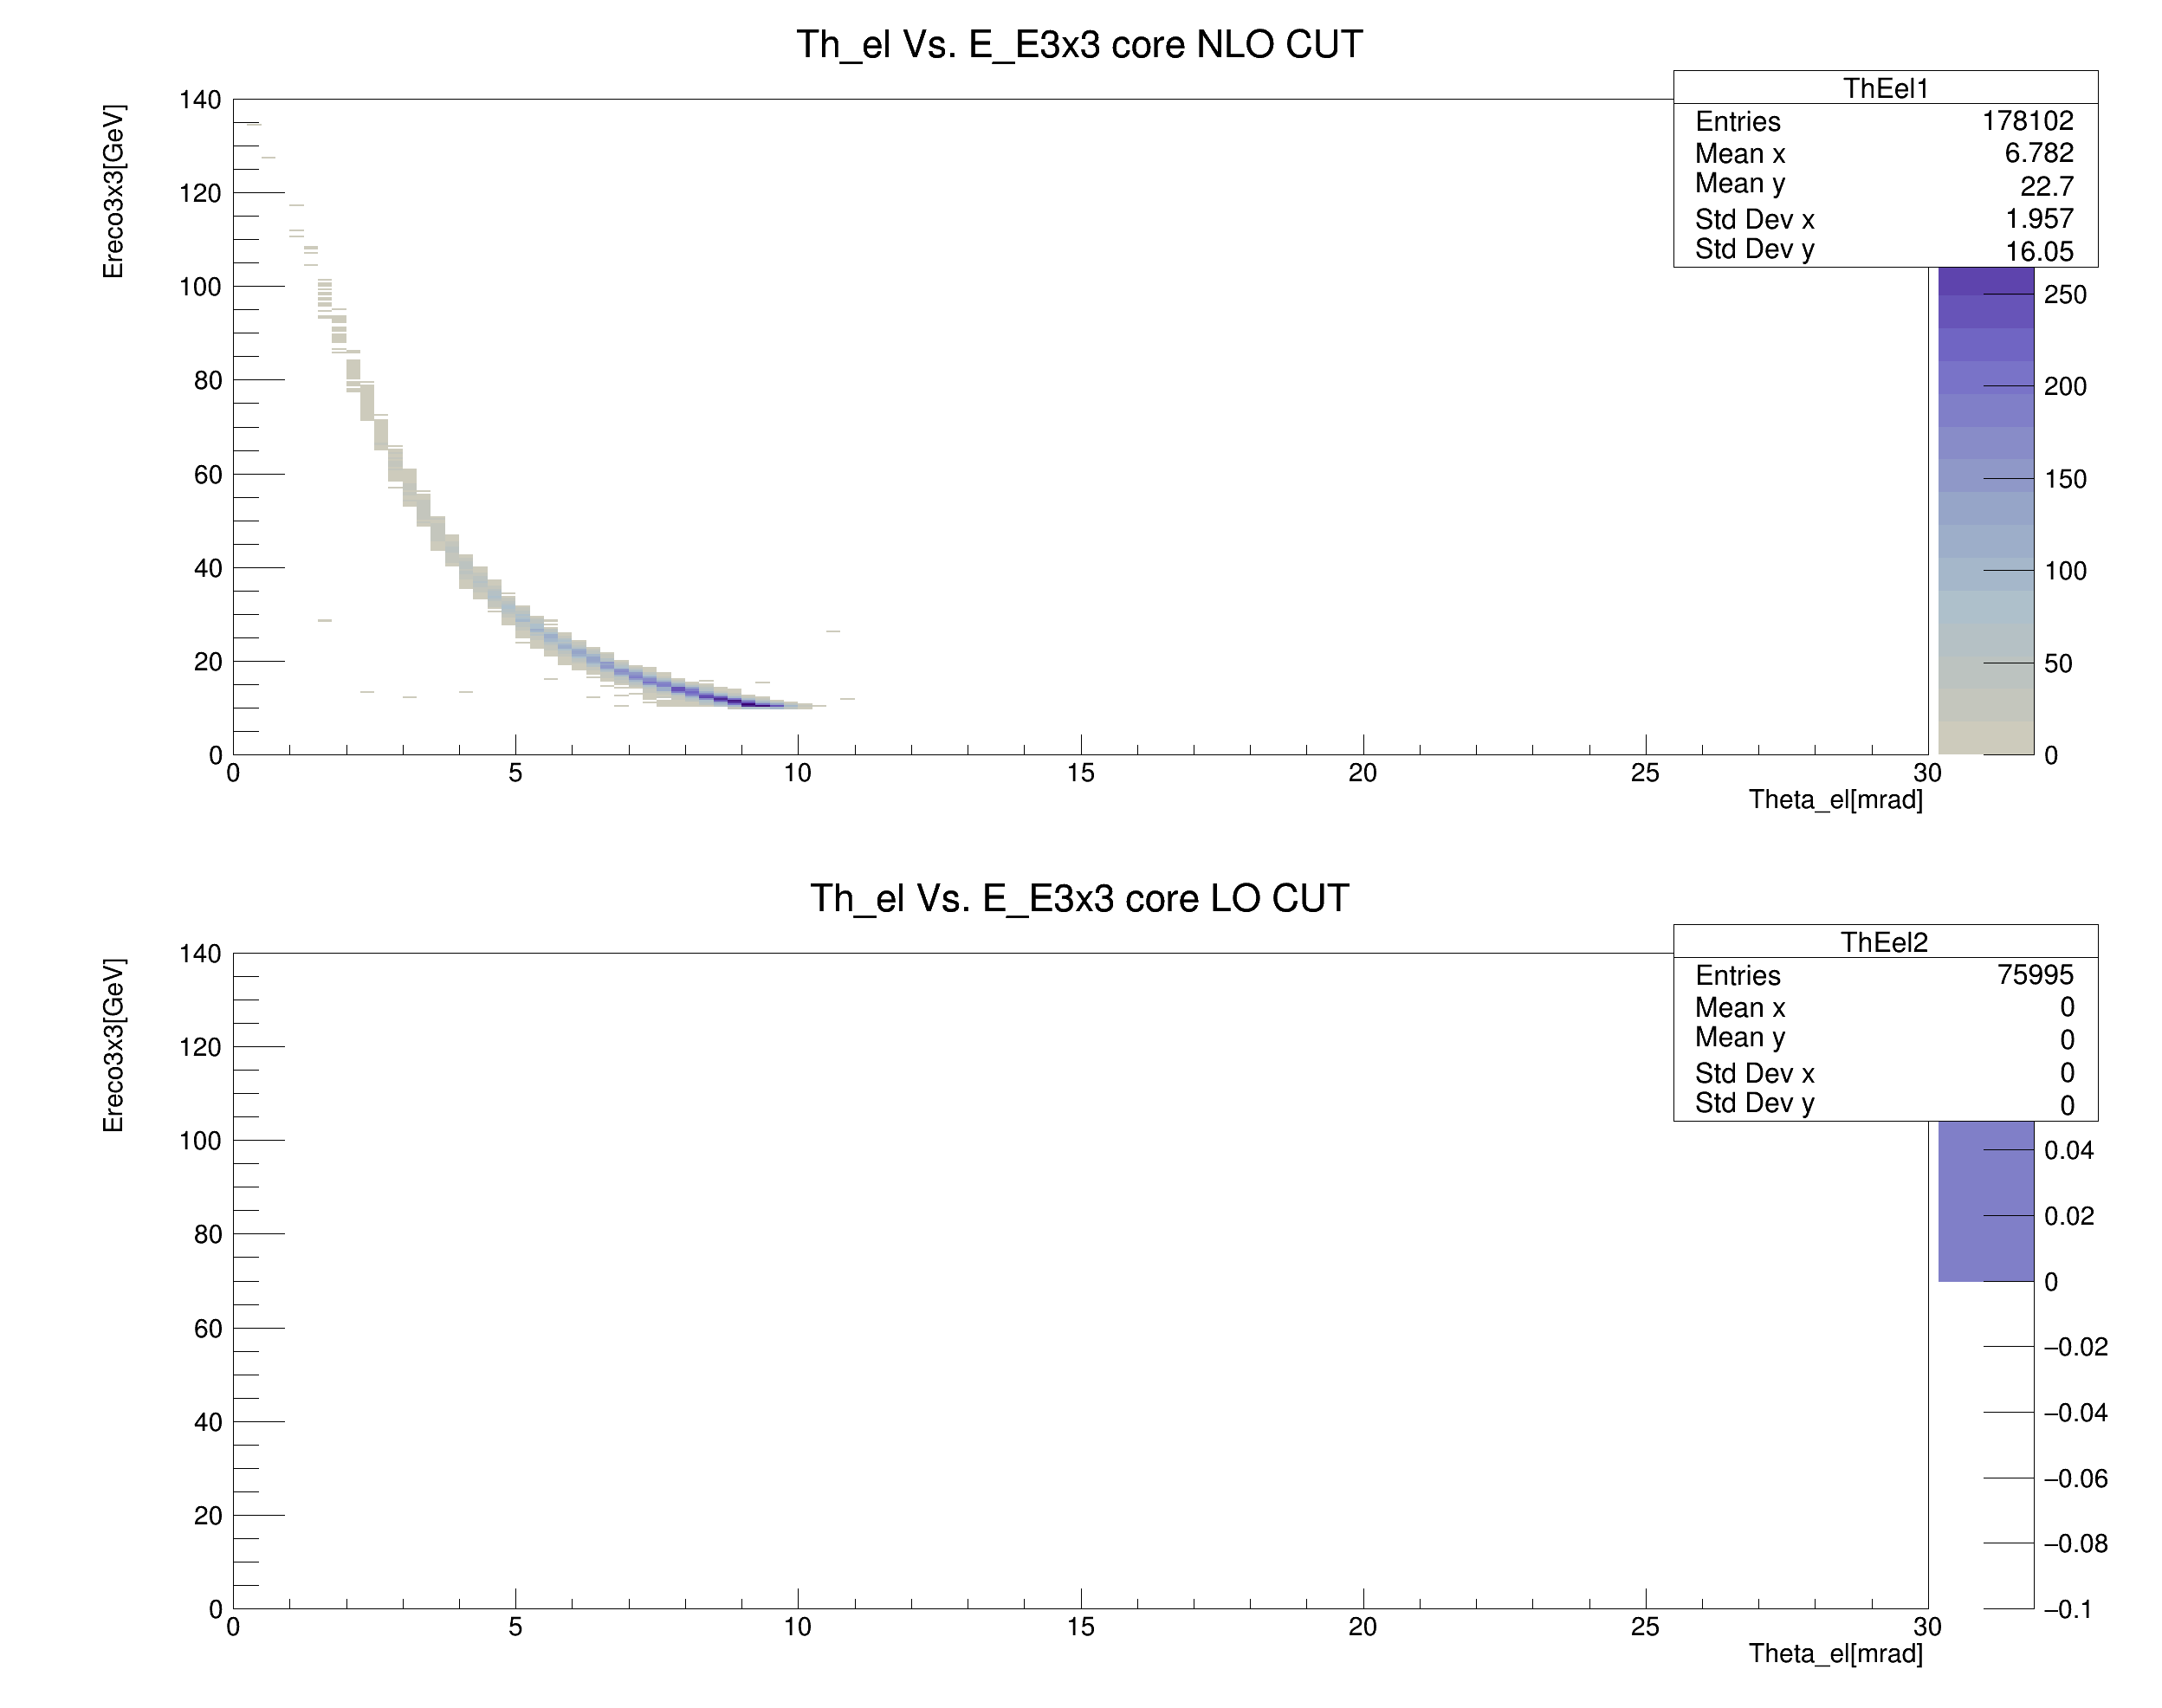 Th_el Vs. E_E3x3 core NLO CUT
ThEel1
Entries 178102
Mean x 6.782
Mean y 22.7
Std Dev x 1.957
Std Dev y 16.05
Ereco3x3[GeV]
140
120
100
80
60
40
20
0
0 5 10 15 20 25 30
Theta_el[mrad]
250
200
150
100
50
0
Th_el Vs. E_E3x3 core LO CUT
ThEel2
Entries 75995
Mean x 0
Mean y 0
Std Dev x 0
Std Dev y 0
Ereco3x3[GeV]
140
120
100
80
60
40
20
0
0 5 10 15 20 25 30
Theta_el[mrad]
0.04
0.02
0
−0.02
−0.04
−0.06
−0.08
−0.1